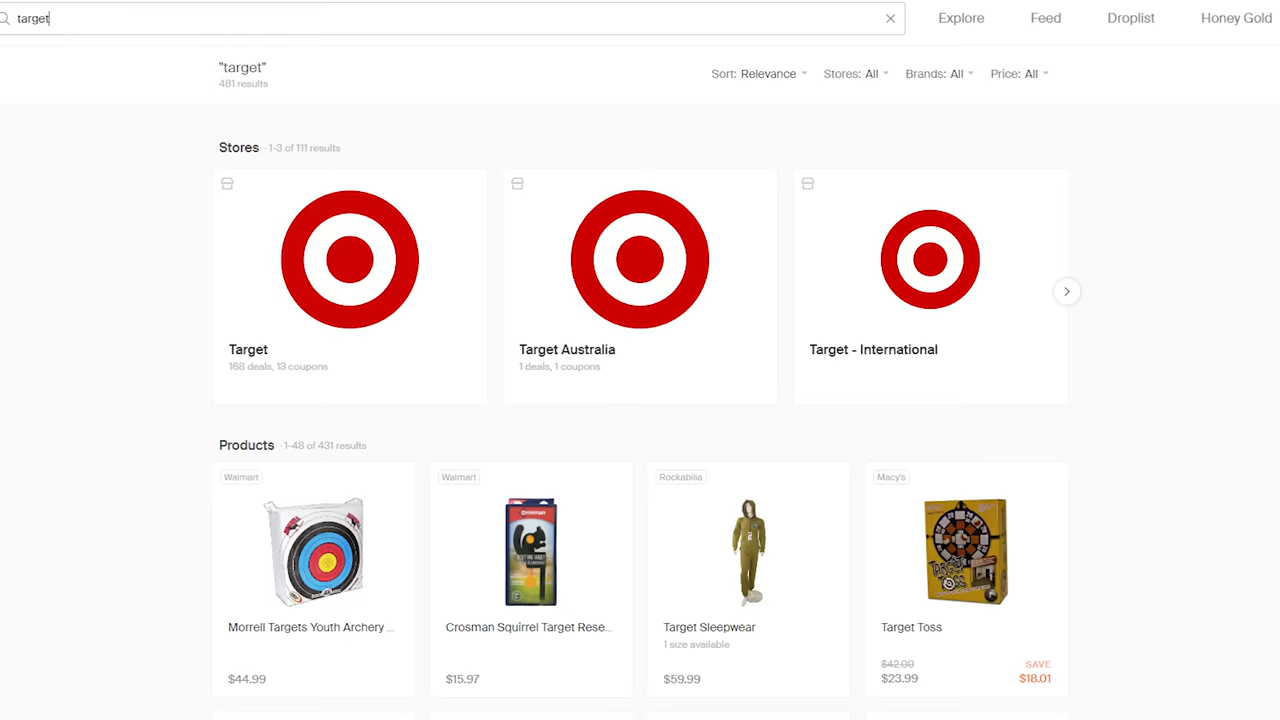 target
Explore Feed Droplist Honey Gold
"target"
481 results
Sort: Relevance Stores: All Brands: All Price: All
Stores · 1-3 of 111 results
Target
168 deals, 13 coupons
Target Australia
1 deals, 1 coupons
Target - International
Products · 1-48 of 431 results
Walmart
Morrell Targets Youth Archery ...
$44.99
Walmart
Crosman
Crosman Squirrel Target Rese...
$15.97
Rockabilia
Target Sleepwear
1 size available
$59.99
Macy's
Target Toss
Target Toss
$42.00
$23.99
SAVE
$18.01